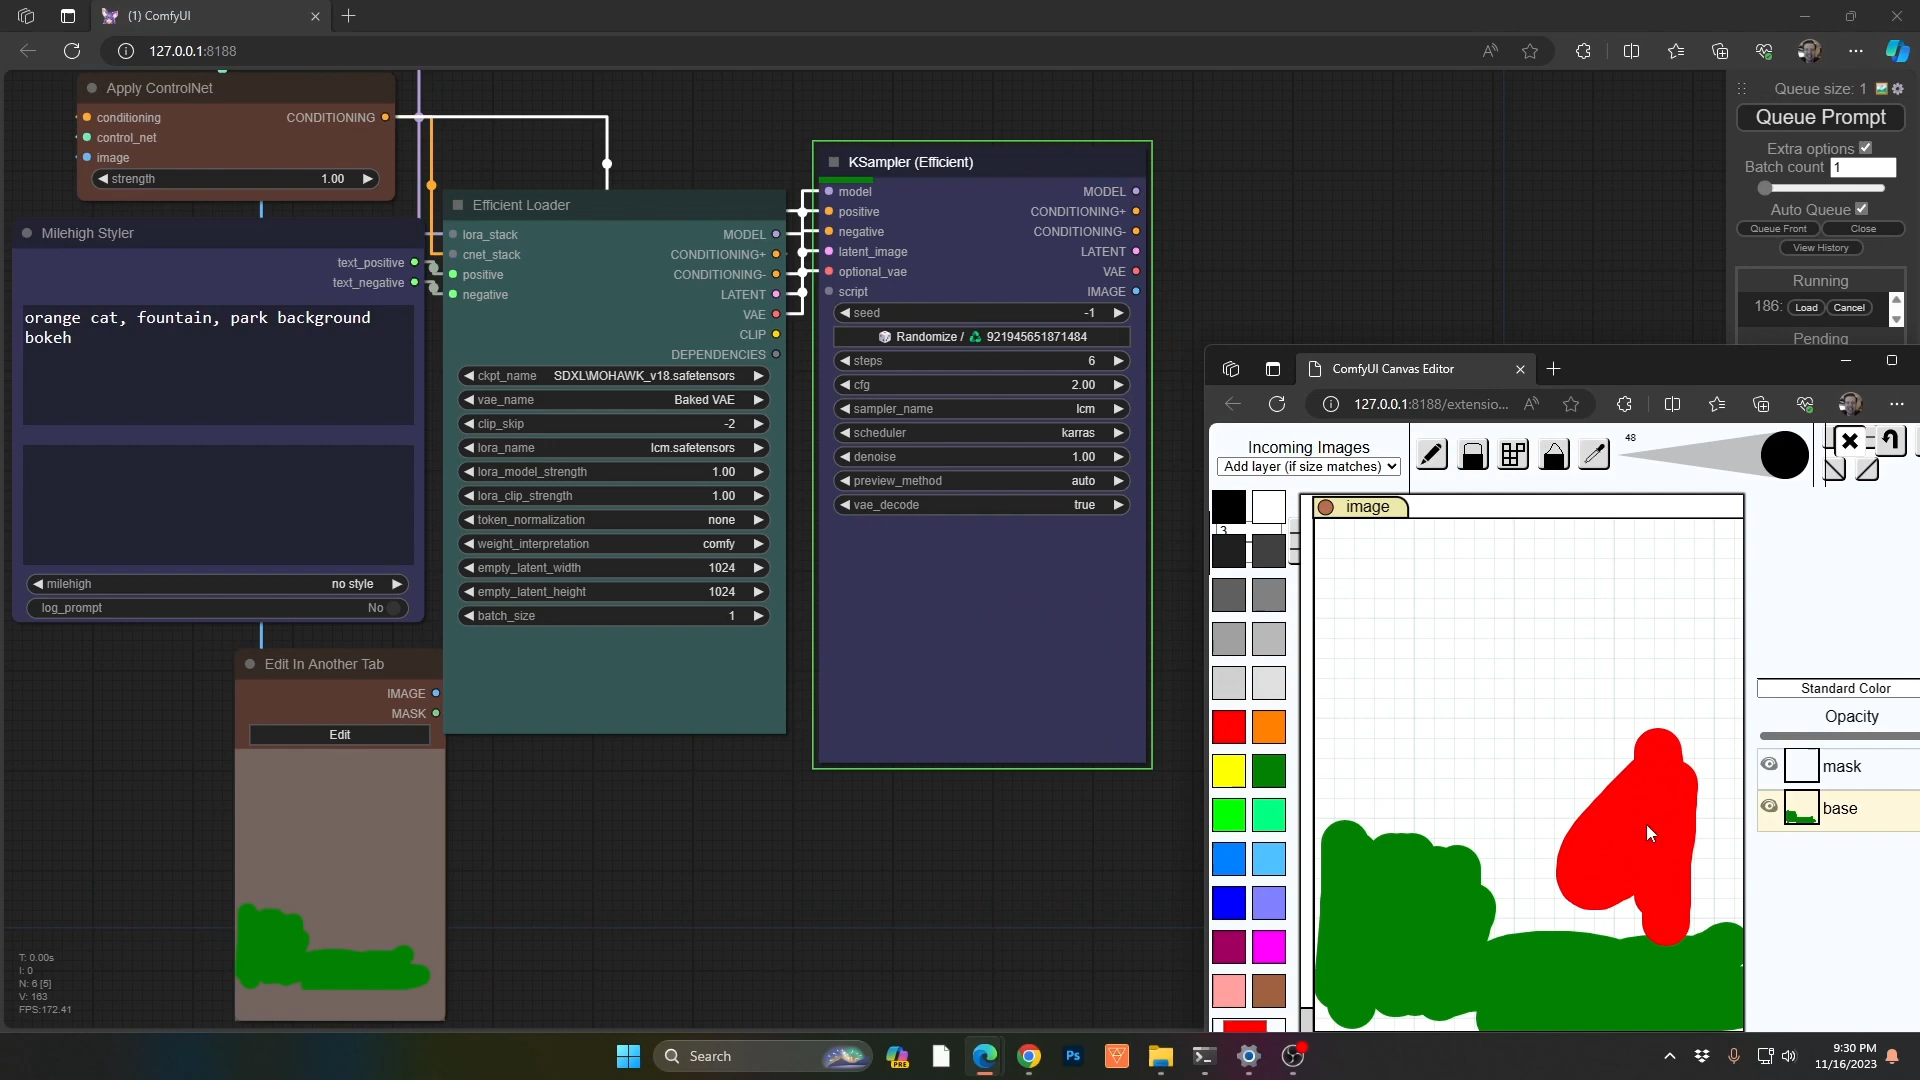 (1) ComfyUI
127.0.0.1:8188
Apply ControlNet
conditioning CONDITIONING
control_net
image
strength 1.00
Milehigh Styler
text_positive
text_negative
orange cat, fountain, park background
bokeh
milehigh no style
log_prompt No
Edit In Another Tab
IMAGE
MASK
Edit
T: 0.00s
I: 0
N: 6 [5]
V: 163
FPS:172.41
Efficient Loader
lora_stack MODEL
cnet_stack CONDITIONING+
positive CONDITIONING-
negative LATENT
VAE
CLIP
DEPENDENCIES
ckpt_name SDXL\MOHAWK_v18.safetensors
vae_name Baked VAE
clip_skip -2
lora_name lcm.safetensors
lora_model_strength 1.00
lora_clip_strength 1.00
token_normalization none
weight_interpretation comfy
empty_latent_width 1024
empty_latent_height 1024
batch_size 1
KSampler (Efficient)
model MODEL
positive CONDITIONING+
negative CONDITIONING-
latent_image LATENT
optional_vae VAE
script IMAGE
seed -1
Randomize / 921945651871484
steps 6
cfg 2.00
sampler_name lcm
scheduler karras
denoise 1.00
preview_method auto
vae_decode true
Queue size: 1
Queue Prompt
Extra options
Batch count 1
Auto Queue
Queue Front Close
View History
Running
186: Load Cancel
Pending
ComfyUI Canvas Editor
127.0.0.1:8188/extensio...
Incoming Images
Add layer (if size matches)
48
3
image
Standard Color
Opacity
mask
base
Search
PRE
Ps
9:30 PM
11/16/2023